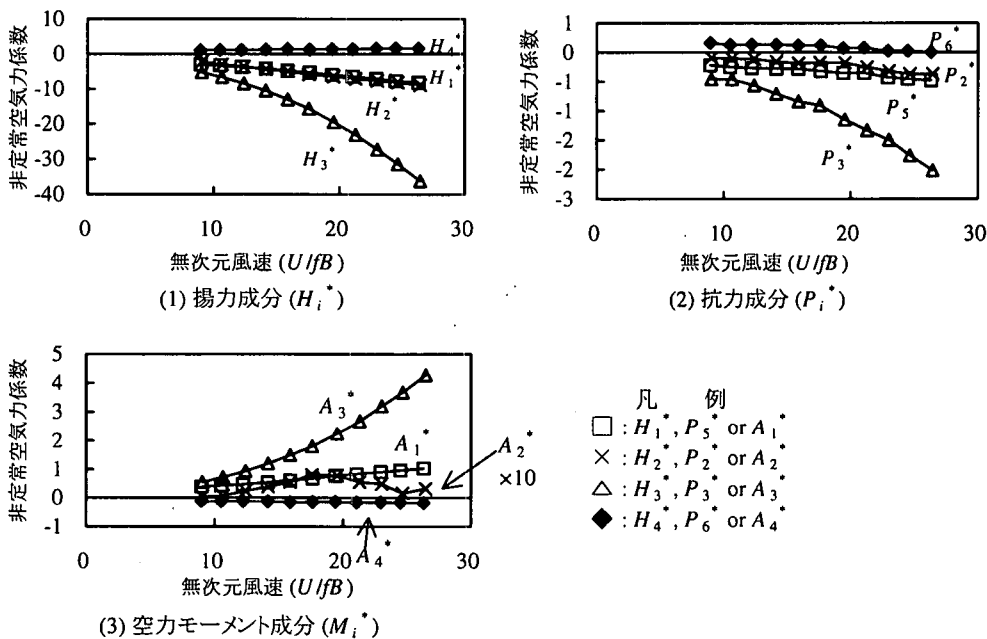 非定常空気力係数
10
0
-10
-20
-30
-40
H4*
H1*
H2*
H3*
0 10 20 30
無次元風速 (U/fB)
(1) 揚力成分 (Hi*)
非定常空気力係数
1
0
-1
-1
-2
-2
-3
P6*
P2*
P5*
P3*
0 10 20 30
無次元風速 (U/fB)
(2) 抗力成分 (Pi*)
非定常空気力係数
5
4
3
2
1
0
-1
A3*
A1*
A2*
×10
A4*
0 10 20 30
無次元風速 (U/fB)
(3) 空力モーメント成分 (Mi*)
凡 例
□ : H1*, P5* or A1*
× : H2*, P2* or A2*
△ : H3*, P3* or A3*
◆ : H4*, P6* or A4*